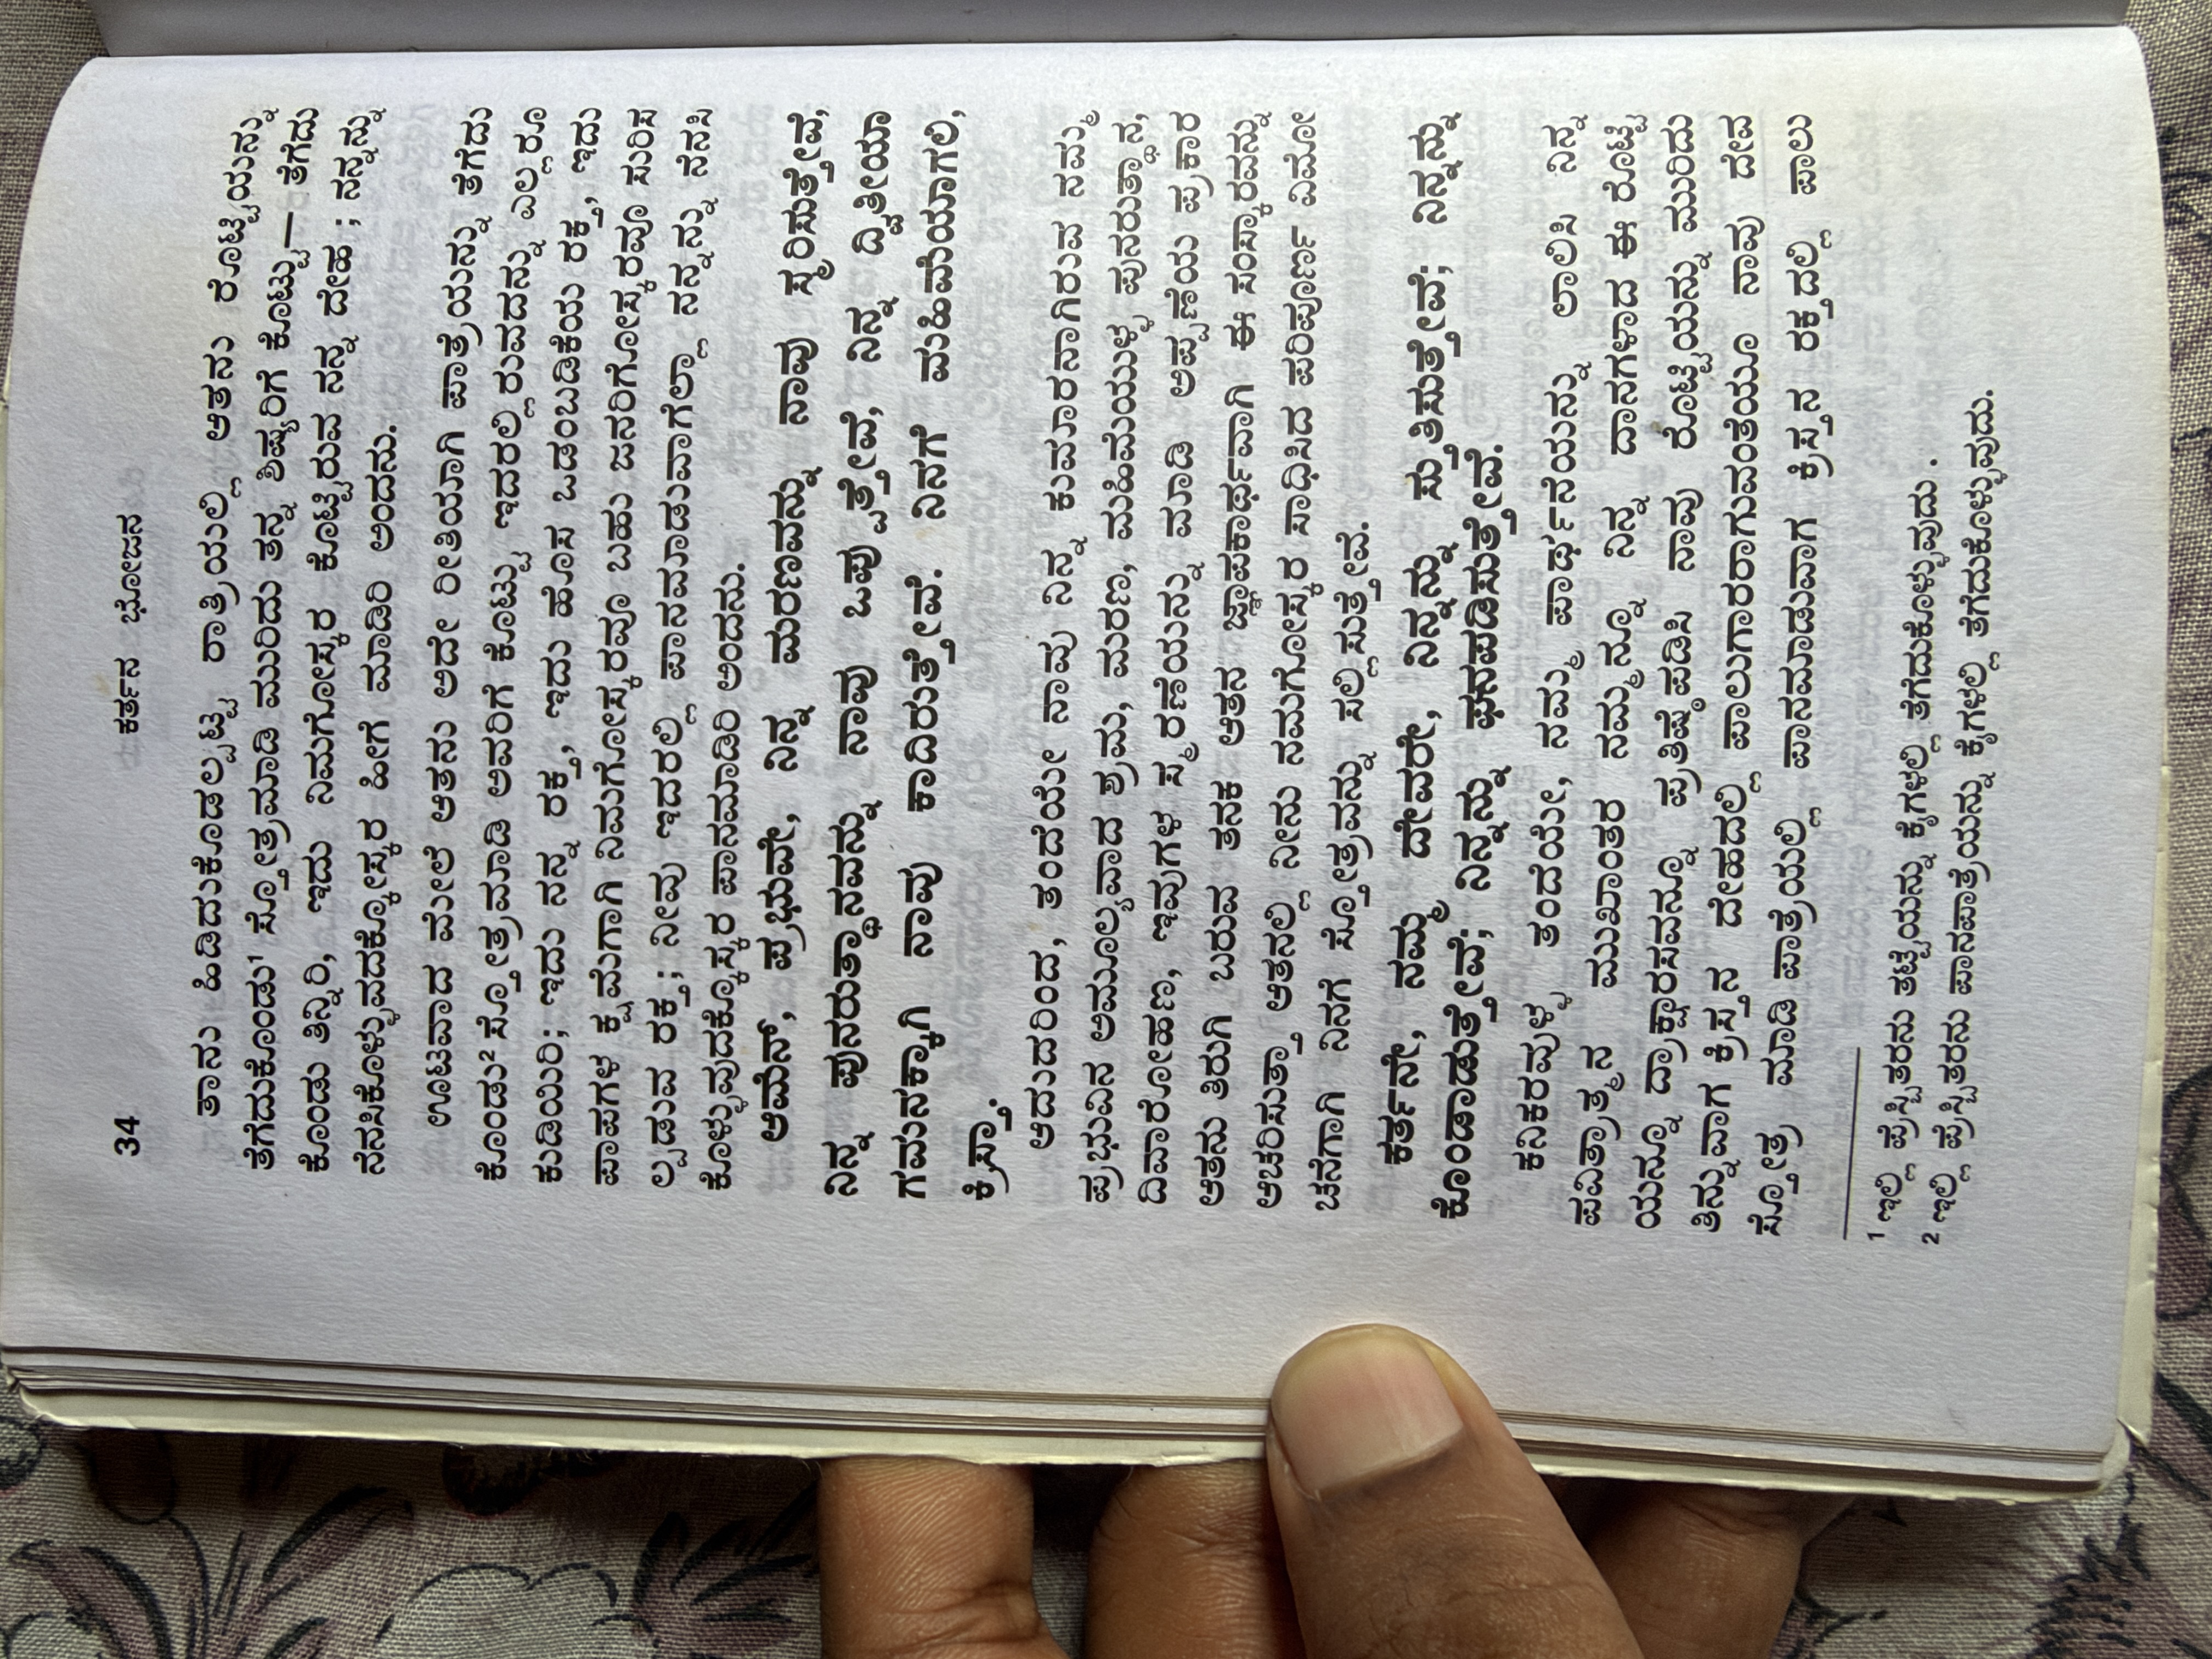 34 ಕರ್ತನ ಭೋಜನ
ತಾನು ಹಿಡಿದುಕೊಡಲ್ಪಟ್ಟ ರಾತ್ರಿಯಲ್ಲಿ ಆತನು ರೊಟ್ಟಿಯನ್ನು
ತೆಗೆದುಕೊಂಡು¹ ಸ್ತೋತ್ರಮಾಡಿ ಮುರಿದು ತನ್ನ ಶಿಷ್ಯರಿಗೆ ಕೊಟ್ಟು— ತೆಗೆದು
ಕೊಂಡು ತಿನ್ನಿರಿ, ಇದು ನಿಮಗೋಸ್ಕರ ಕೊಟ್ಟಿರುವ ನನ್ನ ದೇಹ ; ನನ್ನನ್ನು
ನೆನಸಿಕೊಳ್ಳುವದಕ್ಕೋಸ್ಕರ ಹೀಗೆ ಮಾಡಿರಿ ಅಂದನು.
ಊಟವಾದ ಮೇಲೆ ಆತನು ಅದೇ ರೀತಿಯಾಗಿ ಪಾತ್ರೆಯನ್ನು ತೆಗೆದು
ಕೊಂಡು² ಸ್ತೋತ್ರಮಾಡಿ ಅವರಿಗೆ ಕೊಟ್ಟು ಇದರಲ್ಲಿರುವದನ್ನು ಎಲ್ಲರೂ
ಕುಡಿಯಿರಿ; ಇದು ನನ್ನ ರಕ್ತ, ಇದು ಹೊಸ ಒಡಂಬಡಿಕೆಯ ರಕ್ತ, ಇದು
ಪಾಪಗಳ ಕ್ಷಮೆಗಾಗಿ ನಿಮಗೋಸ್ಕರವೂ ಬಹು ಜನರಿಗೋಸ್ಕರವೂ ಸುರಿಸ
ಲ್ಪಡುವ ರಕ್ತ; ನೀವು ಇದರಲ್ಲಿ ಪಾನಮಾಡುವಾಗೆಲ್ಲಾ ನನ್ನನ್ನು ನೆನಸಿ
ಕೊಳ್ಳುವುದಕ್ಕೊಸ್ಕರ ಪಾನಮಾಡಿರಿ ಅಂದನು.
ಆಮೆನ್, ಪ್ರಭುವೇ, ನಿನ್ನ ಮರಣವನ್ನು ನಾವು ಸ್ಮರಿಸುತ್ತೇವೆ,
ನಿನ್ನ ಪುನರುತ್ಥಾನವನ್ನು ನಾವು ಒಪ್ಪುತ್ತೇವೆ, ನಿನ್ನ ದ್ವಿತೀಯಾ
ಗಮನಕ್ಕಾಗಿ ನಾವು ಕಾದಿರುತ್ತೇವೆ. ನಿನಗೆ ಮಹಿಮೆಯಾಗಲಿ,
ಕ್ರಿಸ್ತಾ.
ಆದುದರಿಂದ, ತಂದೆಯೇ ನಾವು ನಿನ್ನ ಕುಮಾರನಾಗಿರುವ ನಮ್ಮ
ಪ್ರಭುವಿನ ಅಮೂಲ್ಯವಾದ ಶ್ರಮ, ಮರಣ, ಮಹಿಮೆಯುಳ್ಳ ಪುನರುತ್ಥಾನ,
ದಿವಾರೋಹಣ, ಇವುಗಳ ಸ್ಮರಣೆಯನ್ನು ಮಾಡಿ ಅಪ್ಪಣೆಯ ಪ್ರಕಾರ
ಆತನು ತಿರುಗಿ ಬರುವ ತನಕ ಆತನ ಜ್ಞಾಪಕಾರ್ಥವಾಗಿ ಈ ಸಂಸ್ಕಾರವನ್ನು
ಆಚರಿಸುತ್ತಾ ಆತನಲ್ಲಿ ನೀನು ನಮಗೋಸ್ಕರ ಸಾಧಿಸಿದ ಪರಿಪೂರ್ಣ ವಿಮೋ
ಚನೆಗಾಗಿ ನಿನಗೆ ಸ್ತೋತ್ರವನ್ನು ಸಲ್ಲಿಸುತ್ತೇವೆ.
ಕರ್ತನೇ, ನಮ್ಮ ದೇವರೇ, ನಿನ್ನನ್ನು ಸ್ತುತಿಸುತ್ತೇವೆ; ನಿನ್ನನ್ನು
ಕೊಂಡಾಡುತ್ತೇವೆ; ನಿನ್ನನ್ನು ಘನಪಡಿಸುತ್ತೇವೆ.
ಕನಿಕರವುಳ್ಳ ತಂದೆಯೇ, ನಮ್ಮ ಪಾರ್ಥನೆಯನ್ನು ಲಾಲಿಸಿ ನಿನ್ನ
ಪವಿತ್ರಾತ್ಮನ ಮುಖಾಂತರ ನಮ್ಮನ್ನೂ ನಿನ್ನ ದಾನಗಳಾದ ಈ ರೊಟ್ಟಿ
ಯನ್ನೂ ದ್ರಾಕ್ಷಾರಸವನ್ನೂ ಪ್ರತಿಷ್ಠೆಪಡಿಸಿ ನಾವು ರೊಟ್ಟಿಯನ್ನು ಮುರಿದು
ತಿನ್ನುವಾಗ ಕ್ರಿಸ್ತನ ದೇಹದಲ್ಲಿ ಪಾಲುಗಾರರಾಗುವಂತೆಯೂ ನಾವು ದೇವ
ಸ್ತೋತ್ರ ಮಾಡಿ ಪಾತ್ರೆಯಲ್ಲಿ ಪಾನಮಾಡುವಾಗ ಕ್ರಿಸ್ತನ ರಕ್ತದಲ್ಲಿ ಪಾಲು
¹ ಇಲ್ಲಿ ಪ್ರೆಸ್ಬಿತರನು ತಟ್ಟೆಯನ್ನು ಕೈಗಳಲ್ಲಿ ತೆಗೆದುಕೊಳ್ಳುವುದು .
² ಇಲ್ಲಿ ಪ್ರೆಸ್ಬಿತರನು ಪಾನಪಾತ್ರೆಯನ್ನು ಕೈಗಳಲ್ಲಿ ತೆಗೆದುಕೊಳ್ಳುವುದು.